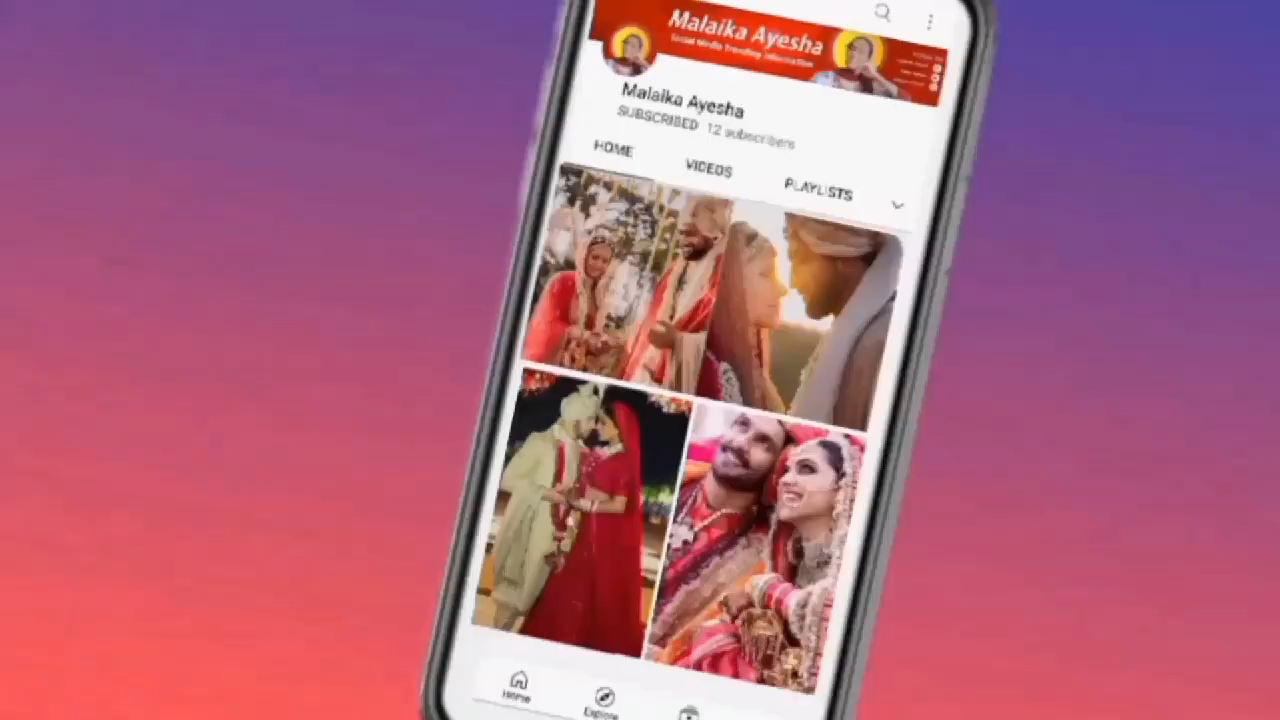 Malaika Ayesha
Social Media Trending Information
Malaika Ayesha
SUBSCRIBED 12 subscribers
HOME VIDEOS PLAYLISTS
Home Explore